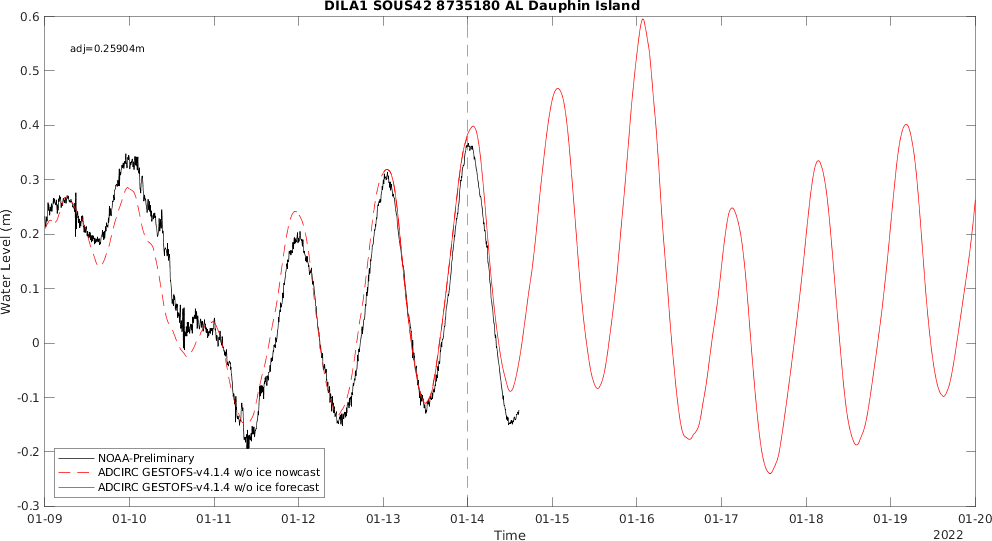 DILA1 SOUS42 8735180 AL Dauphin Island
adj=0.25904m
Water Level (m)
0.6
0.5
0.4
0.3
0.2
0.1
0
-0.1
-0.2
-0.3
NOAA-Preliminary
ADCIRC GESTOFS-v4.1.4 w/o ice nowcast
ADCIRC GESTOFS-v4.1.4 w/o ice forecast
01-09 01-10 01-11 01-12 01-13 01-14 01-15 01-16 01-17 01-18 01-19 01-20
Time
2022